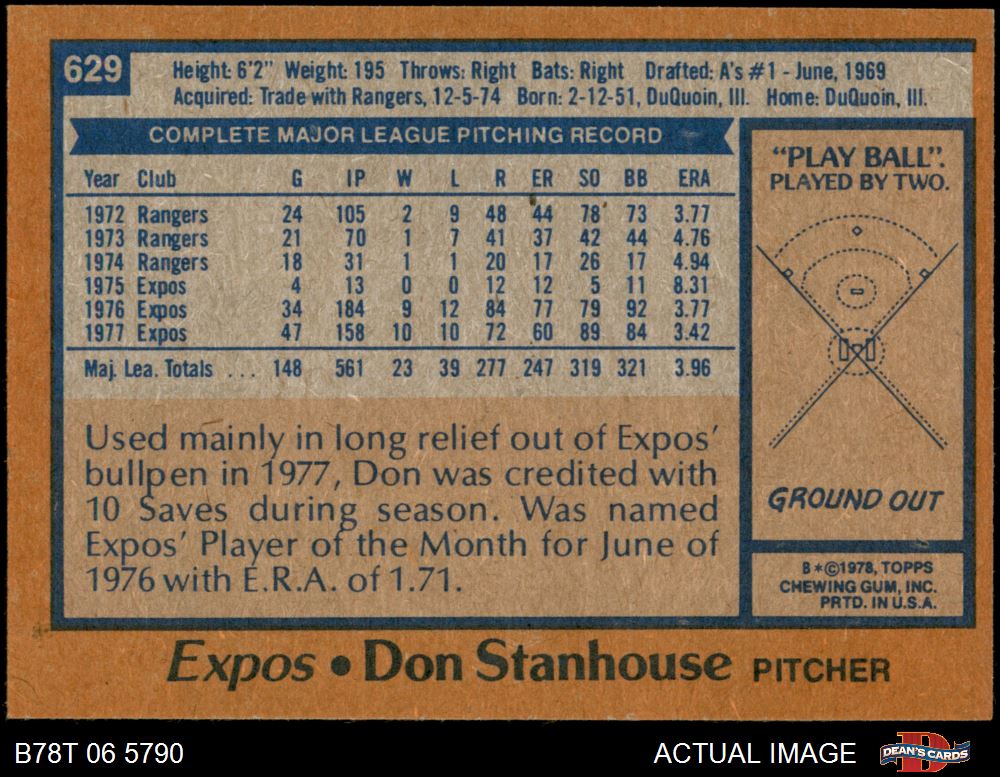 629
Height: 6'2" Weight: 195 Throws: Right Bats: Right Drafted: A's #1 - June, 1969
Acquired: Trade with Rangers, 12-5-74 Born: 2-12-51, DuQuoin, Ill. Home: DuQuoin, Ill.
COMPLETE MAJOR LEAGUE PITCHING RECORD
Year Club G IP W L R ER SO BB ERA
1972 Rangers 24 105 2 9 48 44 78 73 3.77
1973 Rangers 21 70 1 7 41 37 42 44 4.76
1974 Rangers 18 31 1 1 20 17 26 17 4.94
1975 Expos 4 13 0 0 12 12 5 11 8.31
1976 Expos 34 184 9 12 84 77 79 92 3.77
1977 Expos 47 158 10 10 72 60 89 84 3.42
Maj. Lea. Totals ... 148 561 23 39 277 247 319 321 3.96
Used mainly in long relief out of Expos'
bullpen in 1977, Don was credited with
10 Saves during season. Was named
Expos' Player of the Month for June of
1976 with E.R.A. of 1.71.
"PLAY BALL".
PLAYED BY TWO.
GROUND OUT
B*©1978, TOPPS
CHEWING GUM, INC.
PRTD. IN U.S.A.
Expos • Don Stanhouse PITCHER
B78T 06 5790
ACTUAL IMAGE
DEAN'S CARDS